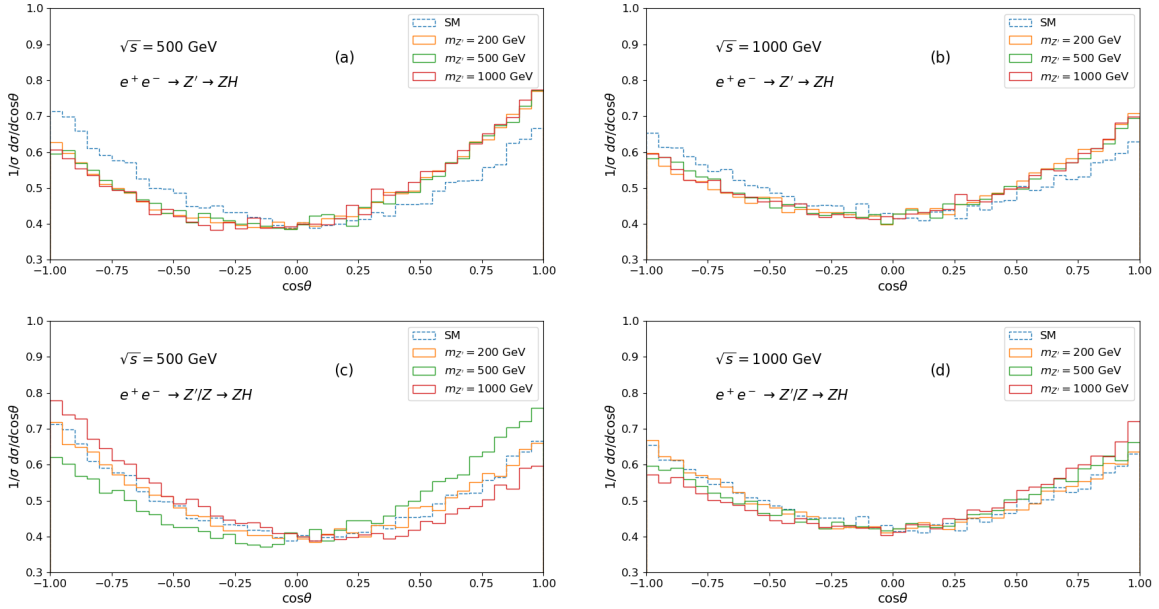 1.0
0.9
0.8
0.7
0.6
0.5
0.4
0.3
1/σ dσ/dcosθ
√s = 500 GeV
e⁺e⁻ → Z′ → ZH
(a)
SM
m_Z′ = 200 GeV
m_Z′ = 500 GeV
m_Z′ = 1000 GeV
−1.00 −0.75 −0.50 −0.25 0.00 0.25 0.50 0.75 1.00
cosθ
1.0
0.9
0.8
0.7
0.6
0.5
0.4
0.3
1/σ dσ/dcosθ
√s = 1000 GeV
e⁺e⁻ → Z′ → ZH
(b)
SM
m_Z′ = 200 GeV
m_Z′ = 500 GeV
m_Z′ = 1000 GeV
−1.00 −0.75 −0.50 −0.25 0.00 0.25 0.50 0.75 1.00
cosθ
1.0
0.9
0.8
0.7
0.6
0.5
0.4
0.3
1/σ dσ/dcosθ
√s = 500 GeV
e⁺e⁻ → Z′/Z → ZH
(c)
SM
m_Z′ = 200 GeV
m_Z′ = 500 GeV
m_Z′ = 1000 GeV
−1.00 −0.75 −0.50 −0.25 0.00 0.25 0.50 0.75 1.00
cosθ
1.0
0.9
0.8
0.7
0.6
0.5
0.4
0.3
1/σ dσ/dcosθ
√s = 1000 GeV
e⁺e⁻ → Z′/Z → ZH
(d)
SM
m_Z′ = 200 GeV
m_Z′ = 500 GeV
m_Z′ = 1000 GeV
−1.00 −0.75 −0.50 −0.25 0.00 0.25 0.50 0.75 1.00
cosθ